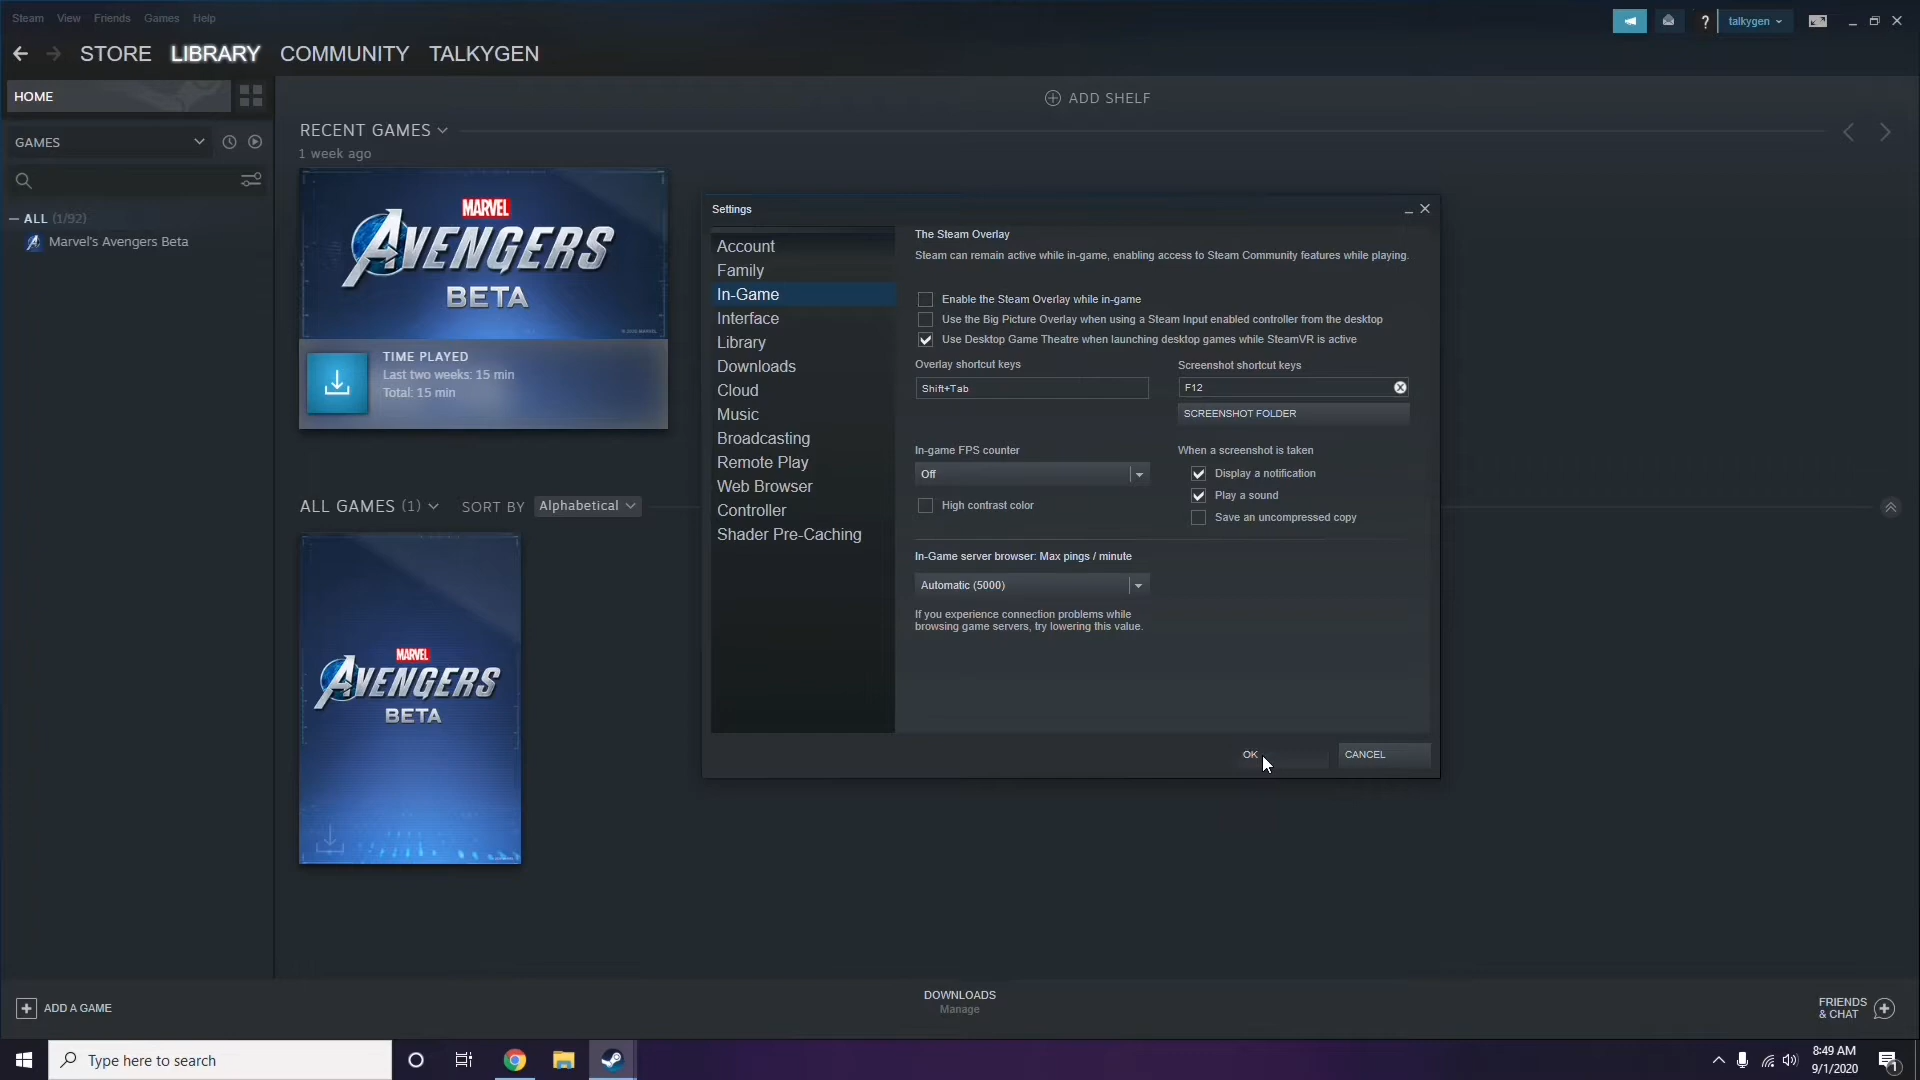 Steam View Friends Games Help
? talkygen
STORE LIBRARY COMMUNITY TALKYGEN
HOME
ADD SHELF
GAMES
RECENT GAMES
1 week ago
ALL (1/92)
Marvel's Avengers Beta
MARVEL
AVENGERS
BETA
TIME PLAYED
Last two weeks: 15 min
Total: 15 min
ALL GAMES (1) SORT BY Alphabetical
MARVEL
AVENGERS
BETA
Settings
Account
Family
In-Game
Interface
Library
Downloads
Cloud
Music
Broadcasting
Remote Play
Web Browser
Controller
Shader Pre-Caching
The Steam Overlay
Steam can remain active while in-game, enabling access to Steam Community features while playing.
Enable the Steam Overlay while in-game
Use the Big Picture Overlay when using a Steam Input enabled controller from the desktop
Use Desktop Game Theatre when launching desktop games while SteamVR is active
Overlay shortcut keys
Shift+Tab
Screenshot shortcut keys
F12
SCREENSHOT FOLDER
In-game FPS counter
Off
High contrast color
When a screenshot is taken
Display a notification
Play a sound
Save an uncompressed copy
In-Game server browser: Max pings / minute
Automatic (5000)
If you experience connection problems while
browsing game servers, try lowering this value.
OK
CANCEL
ADD A GAME
DOWNLOADS
Manage
FRIENDS
& CHAT
Type here to search
8:49 AM
9/1/2020
1